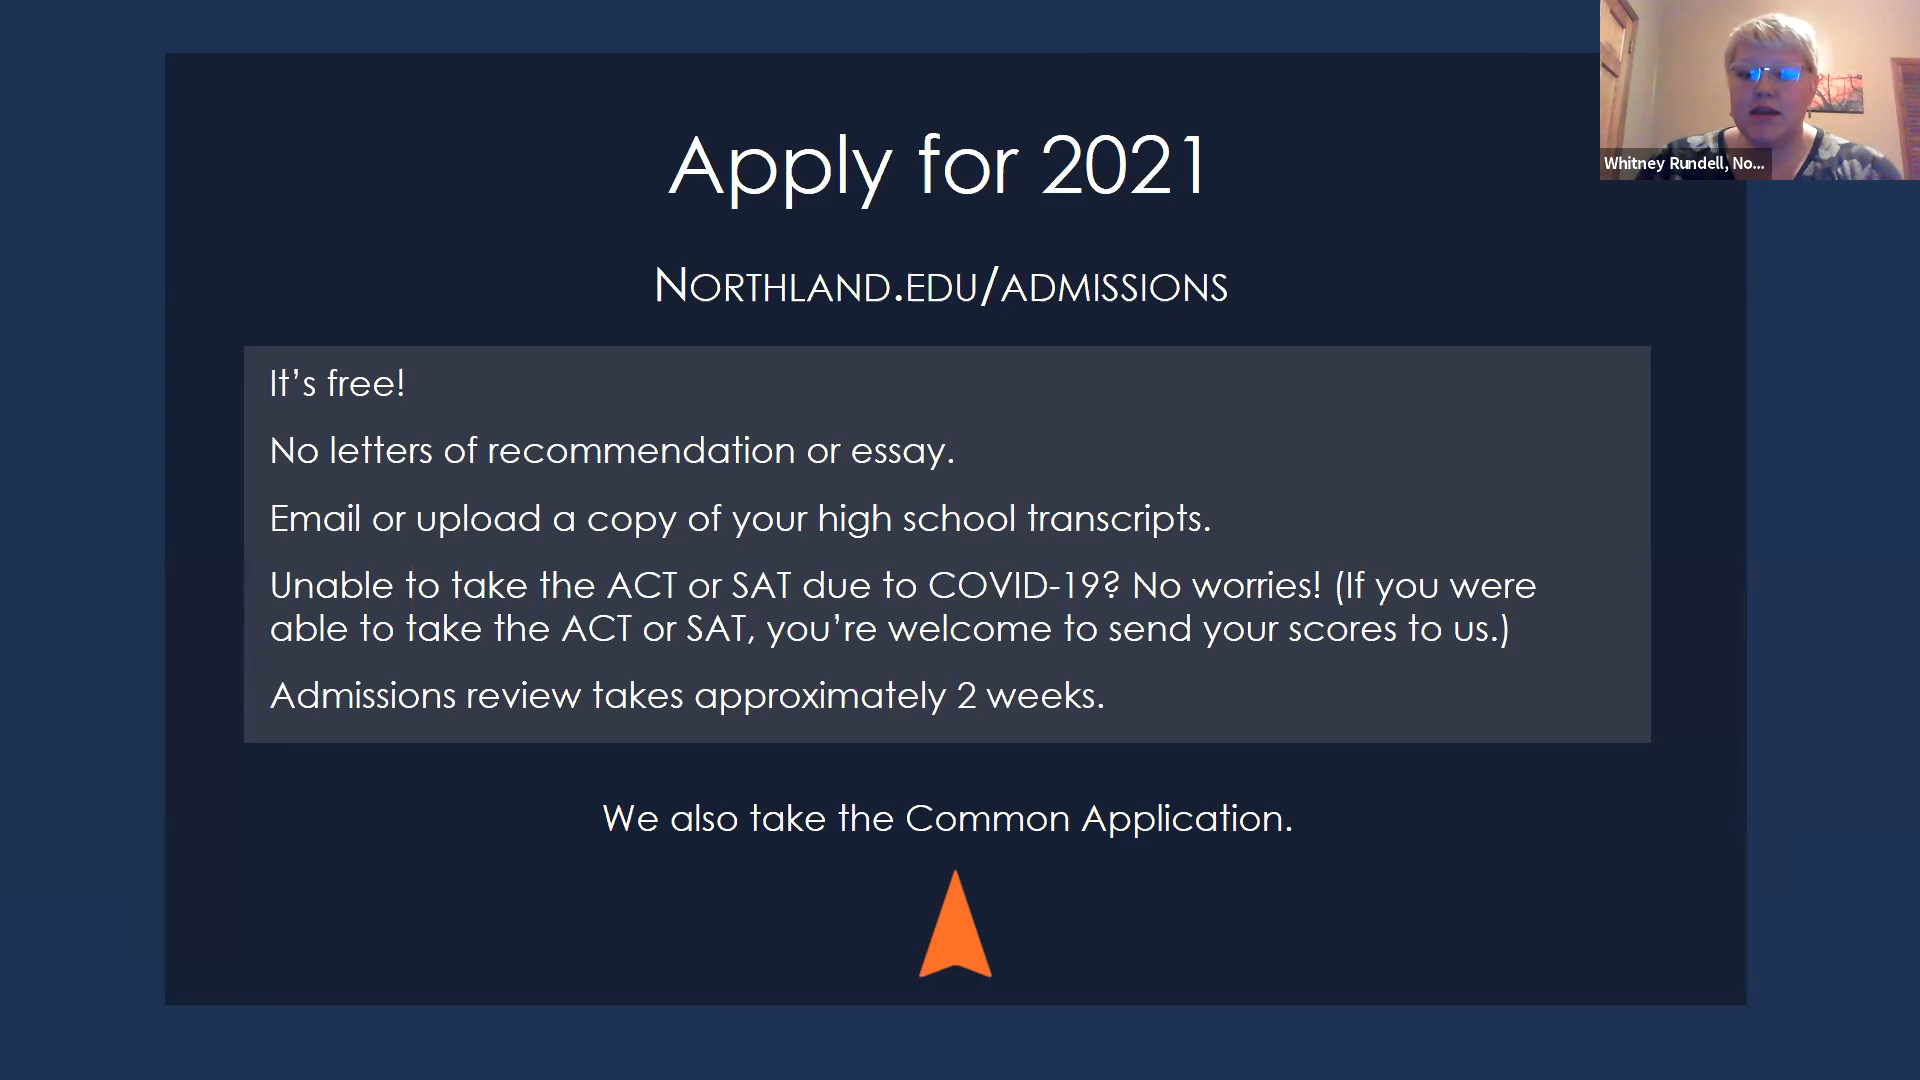 Apply for 2021
Northland.edu/admissions
It's free!
No letters of recommendation or essay.
Email or upload a copy of your high school transcripts.
Unable to take the ACT or SAT due to COVID-19? No worries! (If you were
able to take the ACT or SAT, you're welcome to send your scores to us.)
Admissions review takes approximately 2 weeks.
We also take the Common Application.
Whitney Rundell, No...